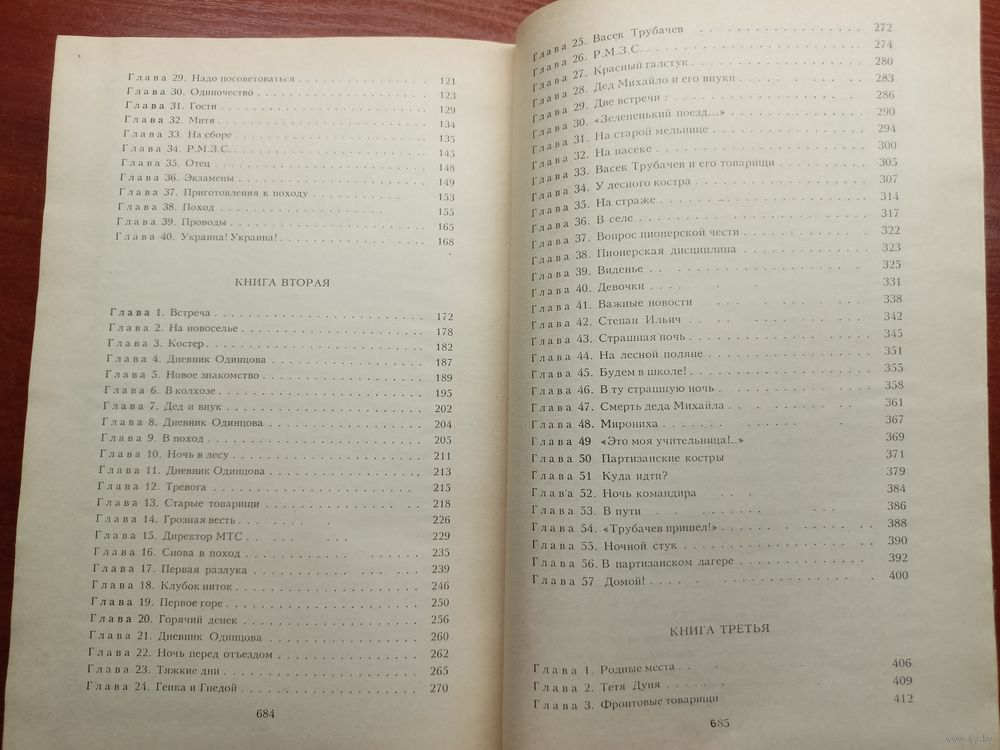 Глава 29. Надо посоветоваться 121
Глава 30. Одиночество 123
Глава 31. Гости 129
Глава 32. Митя 134
Глава 33. На сборе 135
Глава 34. Р.М.З.С. 145
Глава 35. Отец 148
Глава 36. Экзамены 149
Глава 37. Приготовления к походу 153
Глава 38. Поход 155
Глава 39. Проводы 165
Глава 40. Украина! Украина! 168
КНИГА ВТОРАЯ
Глава 1. Встреча 172
Глава 2. На новоселье 178
Глава 3. Костер 182
Глава 4. Дневник Одинцова 187
Глава 5. Новое знакомство 189
Глава 6. В колхозе 195
Глава 7. Дед и внук 202
Глава 8. Дневник Одинцова 204
Глава 9. В поход 205
Глава 10. Ночь в лесу 211
Глава 11. Дневник Одинцова 213
Глава 12. Тревога 215
Глава 13. Старые товарищи 218
Глава 14. Грозная весть 226
Глава 15. Директор МТС 229
Глава 16. Снова в поход 235
Глава 17. Первая разлука 239
Глава 18. Клубок ниток 246
Глава 19. Первое горе 250
Глава 20. Горячий денек 256
Глава 21. Дневник Одинцова 260
Глава 22. Ночь перед отъездом 262
Глава 23. Тяжкие дни 265
Глава 24. Генка и Гнедой 270
684
Глава 25. Васек Трубачев 272
Глава 26. Р.М.З.С. 274
Глава 27. Красный галстук 280
Глава 28. Дед Михайло и его внуки 283
Глава 29. Две встречи 286
Глава 30. «Зелененький поезд...» 290
Глава 31. На старой мельнице 294
Глава 32. На пасеке 300
Глава 33. Васек Трубачев и его товарищи 305
Глава 34. У лесного костра 307
Глава 35. На страже 314
Глава 36. В селе 317
Глава 37. Вопрос пионерской чести 322
Глава 38. Пионерская дисциплина 323
Глава 39. Виденье 325
Глава 40. Девочки 331
Глава 41. Важные новости 338
Глава 42. Степан Ильич 342
Глава 43. Страшная ночь 345
Глава 44. На лесной поляне 351
Глава 45. Будем в школе! 355
Глава 46. В ту страшную ночь 358
Глава 47. Смерть деда Михайла 361
Глава 48. Мирониха 367
Глава 49 «Это моя учительница!..» 369
Глава 50 Партизанские костры 371
Глава 51 Куда идти? 379
Глава 52. Ночь командира 384
Глава 53. В пути 386
Глава 54. «Трубачев пришел!» 388
Глава 55. Ночной стук 390
Глава 56. В партизанском лагере 392
Глава 57 Домой! 400
КНИГА ТРЕТЬЯ
Глава 1. Родные места 406
Глава 2. Тетя Дуня 409
Глава 3. Фронтовые товарищи 412
685
www.ay.by